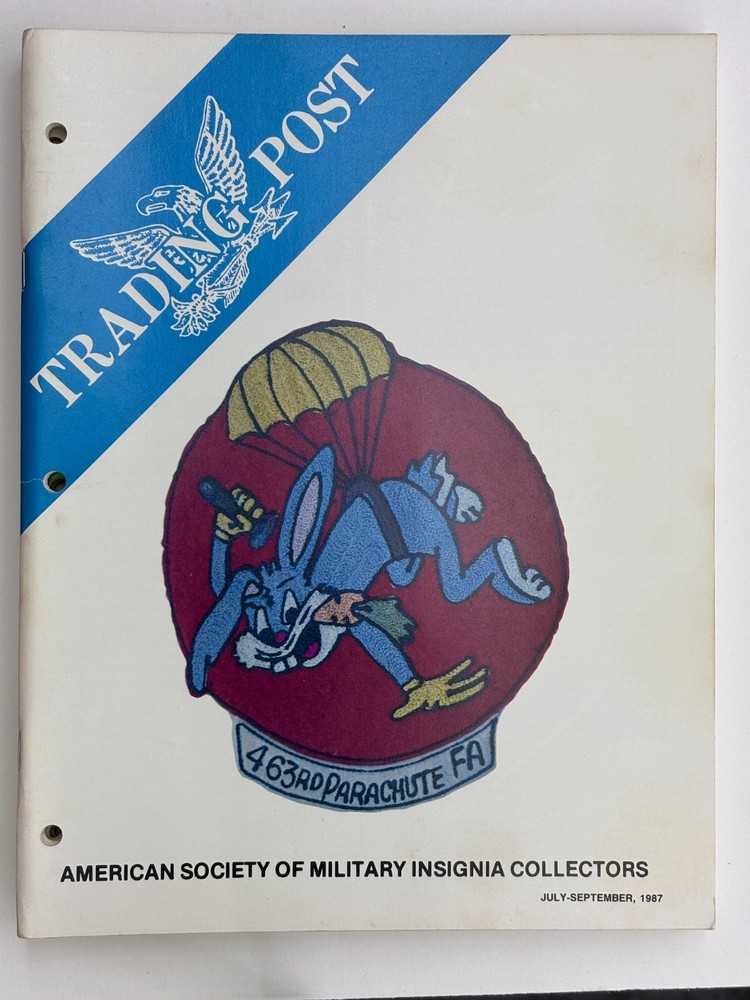 TRADING POST
463RD PARACHUTE FA
AMERICAN SOCIETY OF MILITARY INSIGNIA COLLECTORS
JULY-SEPTEMBER, 1987